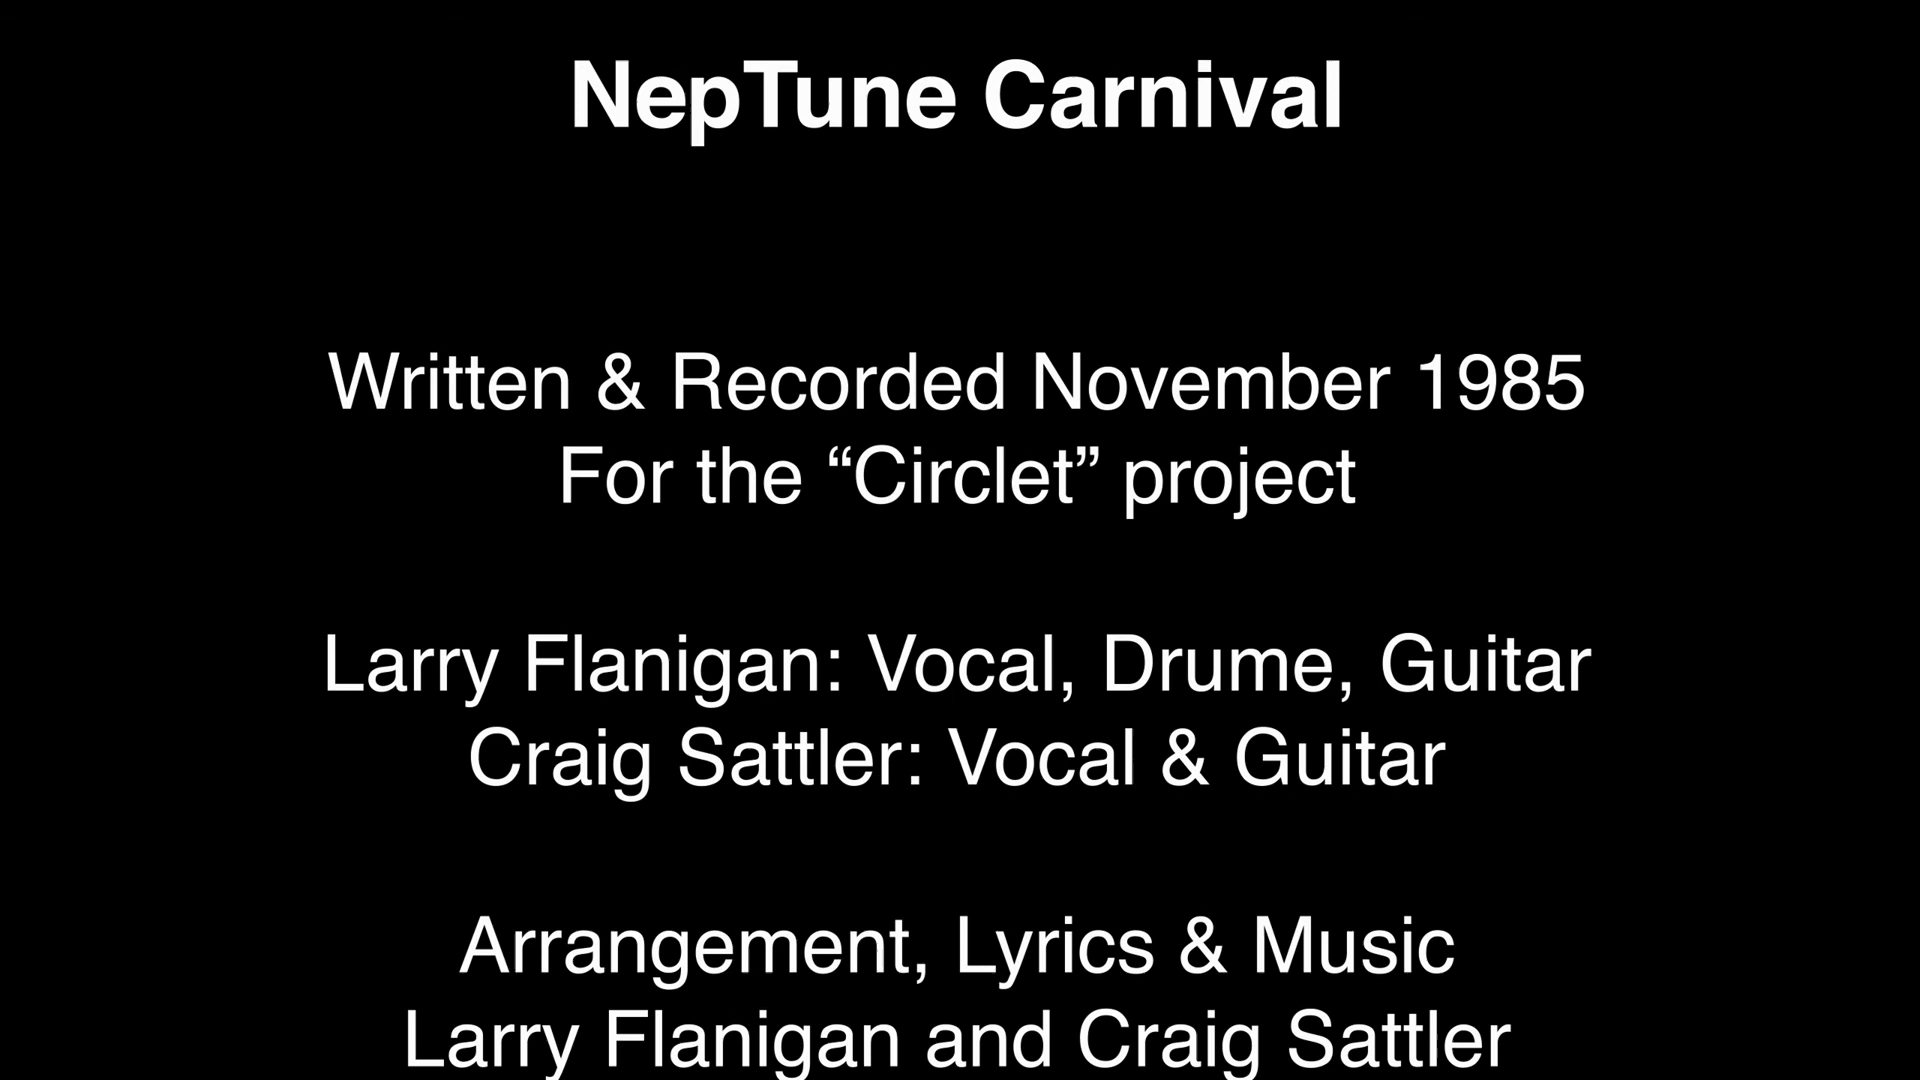 NepTune Carnival
Written & Recorded November 1985
For the “Circlet” project
Larry Flanigan: Vocal, Drume, Guitar
Craig Sattler: Vocal & Guitar
Arrangement, Lyrics & Music
Larry Flanigan and Craig Sattler